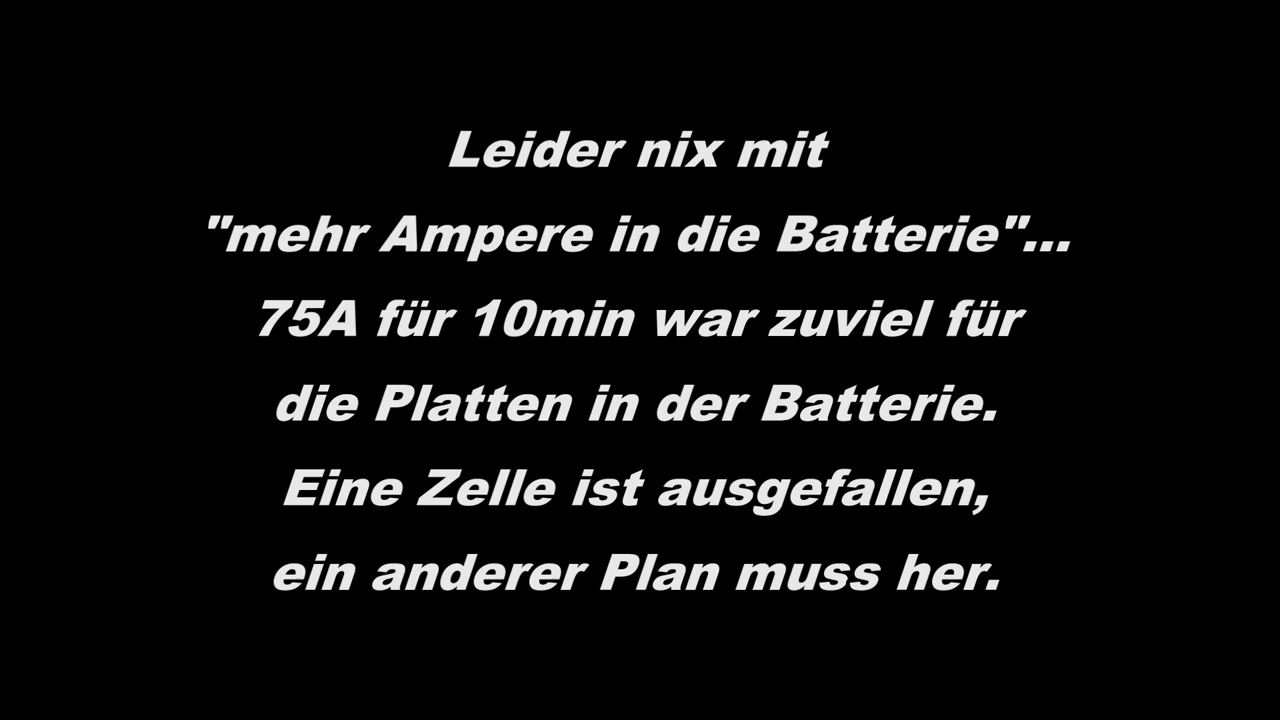 Leider nix mit
"mehr Ampere in die Batterie"...
75A für 10min war zuviel für
die Platten in der Batterie.
Eine Zelle ist ausgefallen,
ein anderer Plan muss her.